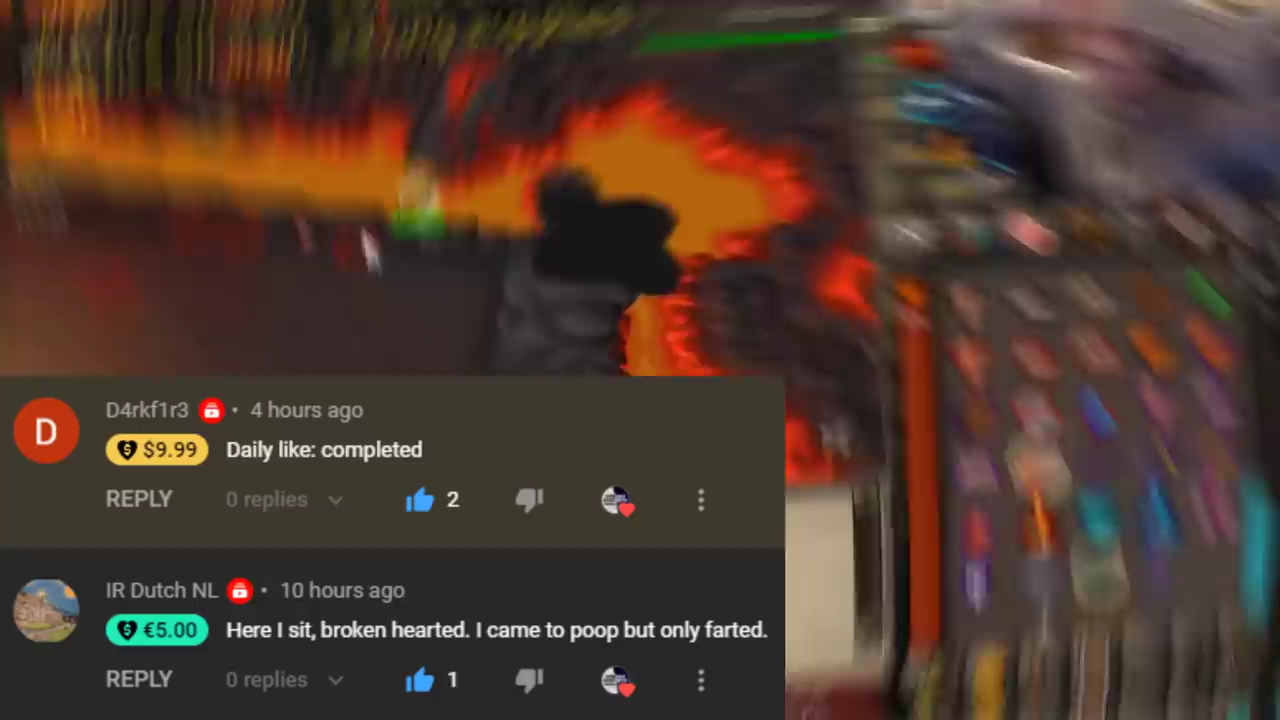 D
D4rkf1r3 • 4 hours ago
$9.99 Daily like: completed
REPLY 0 replies 2
IR Dutch NL • 10 hours ago
€5.00 Here I sit, broken hearted. I came to poop but only farted.
REPLY 0 replies 1